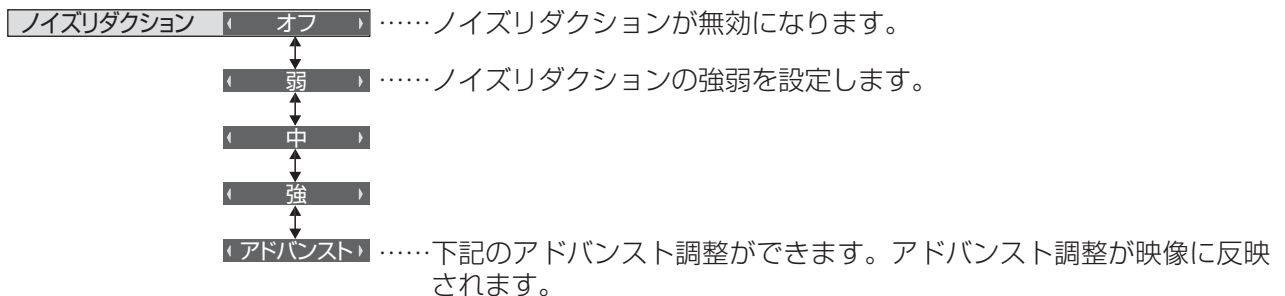 ノイズリダクション オフ ……ノイズリダクションが無効になります。
弱 ……ノイズリダクションの強弱を設定します。
中
強
アドバンスト ……下記のアドバンスト調整ができます。アドバンスト調整が映像に反映
されます。